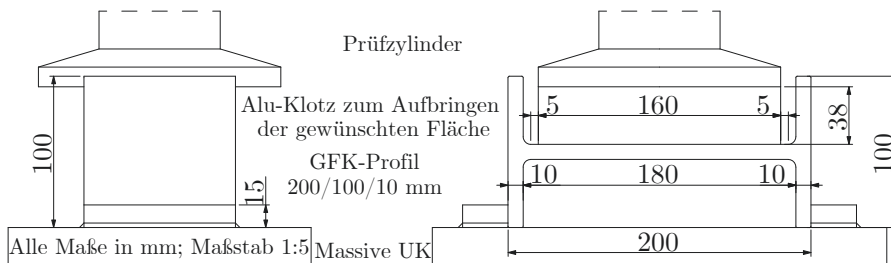 Prüfzylinder
Alu-Klotz zum Aufbringen
der gewünschten Fläche
GFK-Profil
200/100/10 mm
100
15
Alle Maße in mm; Maßstab 1:5
Massive UK
5
160
5
38
100
10
180
10
200